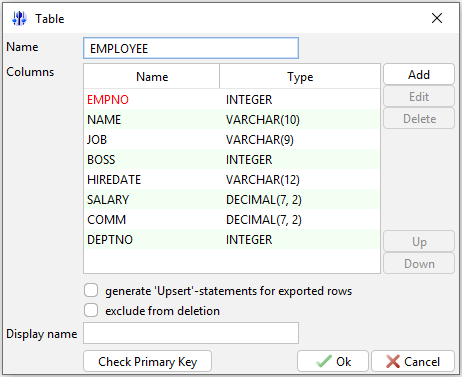 Table
Name EMPLOYEE
Columns
Name Type
EMPNO INTEGER
NAME VARCHAR(10)
JOB VARCHAR(9)
BOSS INTEGER
HIREDATE VARCHAR(12)
SALARY DECIMAL(7, 2)
COMM DECIMAL(7, 2)
DEPTNO INTEGER
Add
Edit
Delete
Up
Down
generate 'Upsert'-statements for exported rows
exclude from deletion
Display name
Check Primary Key Ok Cancel